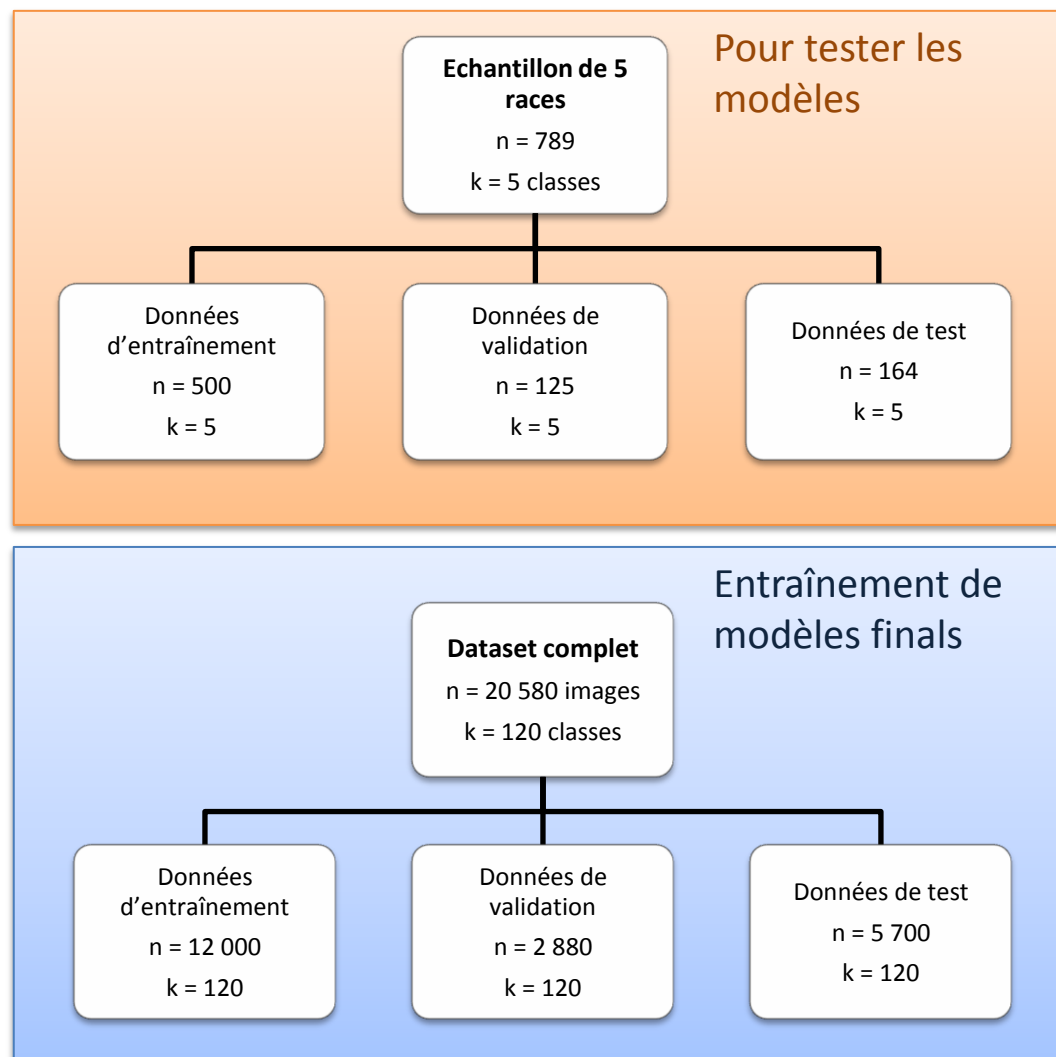 Pour tester les
modèles
Echantillon de 5
races
n = 789
k = 5 classes
Données
d’entraînement
n = 500
k = 5
Données de
validation
n = 125
k = 5
Données de test
n = 164
k = 5
Entraînement de
modèles finals
Dataset complet
n = 20 580 images
k = 120 classes
Données
d’entraînement
n = 12 000
k = 120
Données de
validation
n = 2 880
k = 120
Données de test
n = 5 700
k = 120